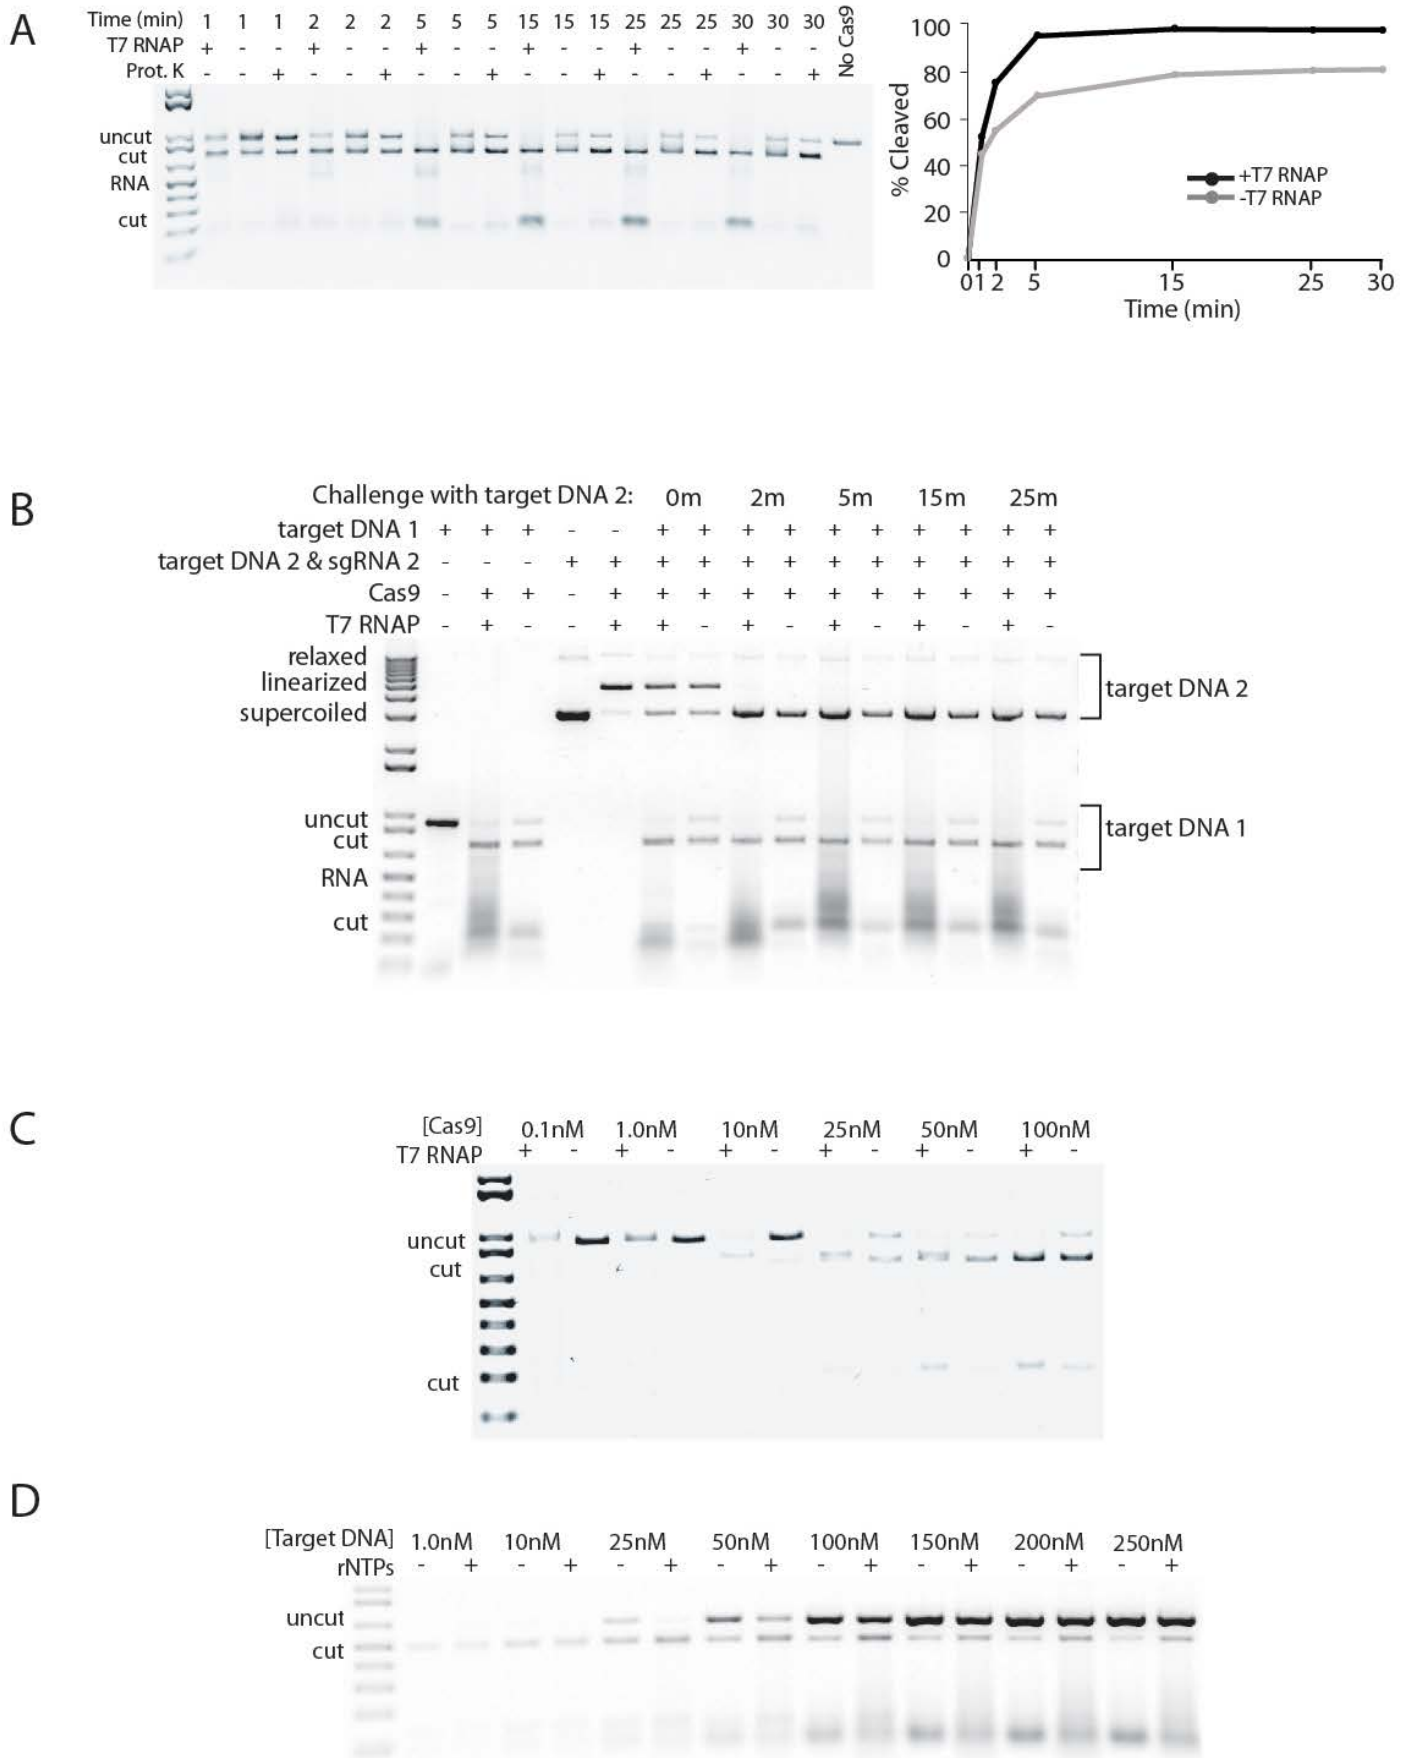 A
Time (min) 1 1 1 2 2 2 5 5 5 15 15 15 25 25 25 30 30 30 No Cas9
T7 RNAP + - - + - - + - - + - - + - - + - -
Prot. K - - + - - + - - + - - + - - + - - +
uncut
cut
RNA
cut
100
80
60
40
20
0
% Cleaved
+T7 RNAP
-T7 RNAP
0 1 2 5 15 25 30
Time (min)
B
Challenge with target DNA 2: 0m 2m 5m 15m 25m
target DNA 1 + + + - - + + + + + + + + + +
target DNA 2 & sgRNA 2 - - - + + + + + + + + + + + +
Cas9 - + + - + + + + + + + + + + +
T7 RNAP - + - - + + - + - + - + - + -
relaxed
linearized
supercoiled
target DNA 2
uncut
cut
target DNA 1
RNA
cut
C
[Cas9] 0.1nM 1.0nM 10nM 25nM 50nM 100nM
T7 RNAP + - + - + - + - + - + -
uncut
cut
cut
D
[Target DNA] 1.0nM 10nM 25nM 50nM 100nM 150nM 200nM 250nM
rNTPs - + - + - + - + - + - + - + - +
uncut
cut